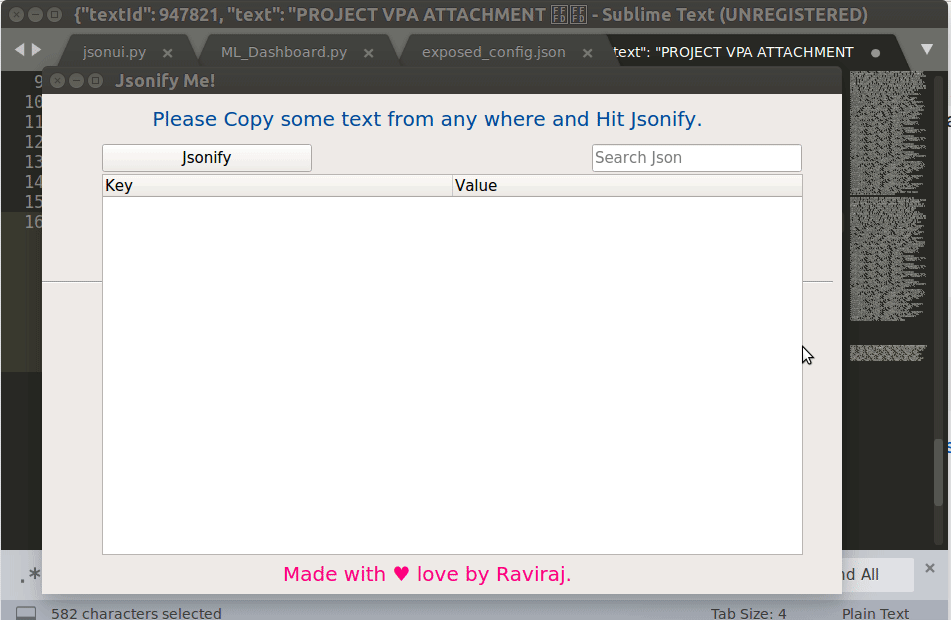 {"textId": 947821, "text": "PROJECT VPA ATTACHMENT - Sublime Text (UNREGISTERED)
jsonui.py
ML_Dashboard.py
exposed_config.json
text": "PROJECT VPA ATTACHMENT
Jsonify Me!
9
10
11
12
13
14
15
16
Please Copy some text from any where and Hit Jsonify.
Jsonify
Search Json
Key
Value
Made with ♥ love by Raviraj.
.*
nd All
582 characters selected
Tab Size: 4
Plain Text